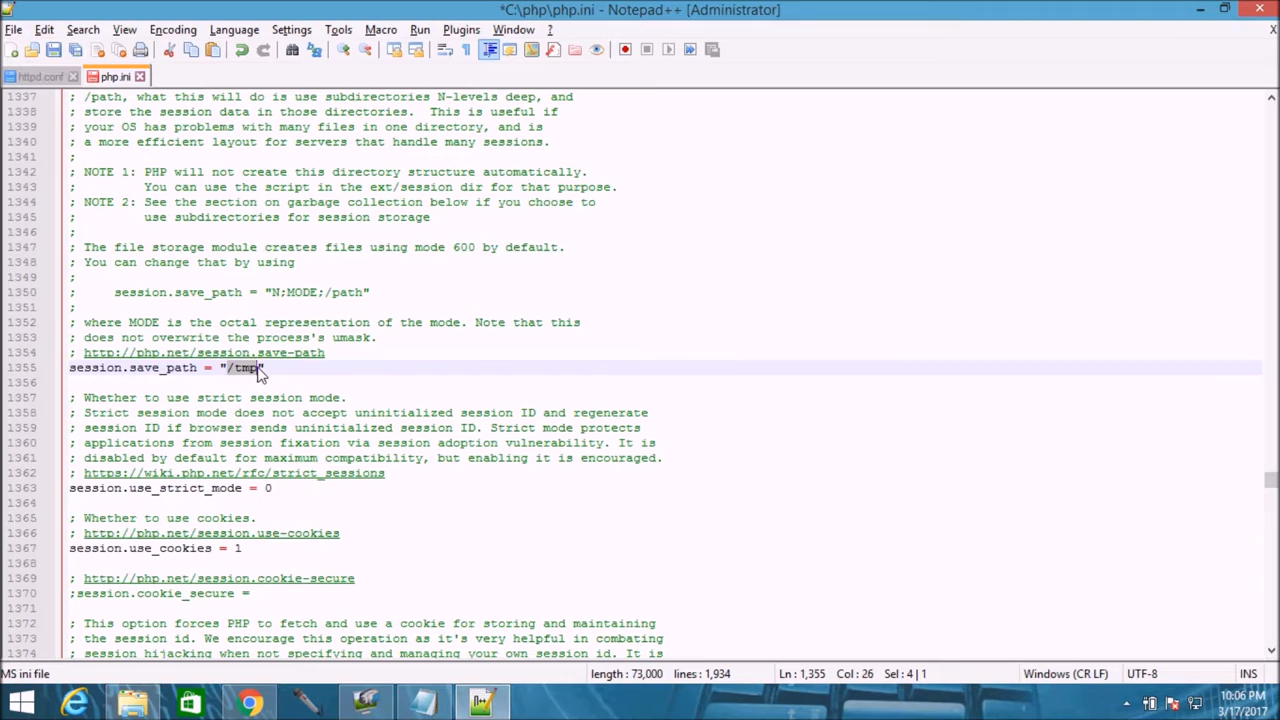 *C:\php\php.ini - Notepad++ [Administrator]
File Edit Search View Encoding Language Settings Tools Macro Run Plugins Window ? X
httpd.conf php.ini
1337 ; /path, what this will do is use subdirectories N-levels deep, and
1338 ; store the session data in those directories.  This is useful if
1339 ; your OS has problems with many files in one directory, and is
1340 ; a more efficient layout for servers that handle many sessions.
1341 ;
1342 ; NOTE 1: PHP will not create this directory structure automatically.
1343 ;         You can use the script in the ext/session dir for that purpose.
1344 ; NOTE 2: See the section on garbage collection below if you choose to
1345 ;         use subdirectories for session storage
1346 ;
1347 ; The file storage module creates files using mode 600 by default.
1348 ; You can change that by using
1349 ;
1350 ;     session.save_path = "N;MODE;/path"
1351 ;
1352 ; where MODE is the octal representation of the mode. Note that this
1353 ; does not overwrite the process's umask.
1354 ; http://php.net/session.save-path
1355 session.save_path = "/tmp"
1356
1357 ; Whether to use strict session mode.
1358 ; Strict session mode does not accept uninitialized session ID and regenerate
1359 ; session ID if browser sends uninitialized session ID. Strict mode protects
1360 ; applications from session fixation via session adoption vulnerability. It is
1361 ; disabled by default for maximum compatibility, but enabling it is encouraged.
1362 ; https://wiki.php.net/rfc/strict_sessions
1363 session.use_strict_mode = 0
1364
1365 ; Whether to use cookies.
1366 ; http://php.net/session.use-cookies
1367 session.use_cookies = 1
1368
1369 ; http://php.net/session.cookie-secure
1370 ;session.cookie_secure =
1371
1372 ; This option forces PHP to fetch and use a cookie for storing and maintaining
1373 ; the session id. We encourage this operation as it's very helpful in combating
1374 ; session hijacking when not specifying and managing your own session id. It is
MS ini file length : 73,000 lines : 1,934 Ln : 1,355 Col : 26 Sel : 4 | 1 Windows (CR LF) UTF-8 INS
10:06 PM
3/17/2017